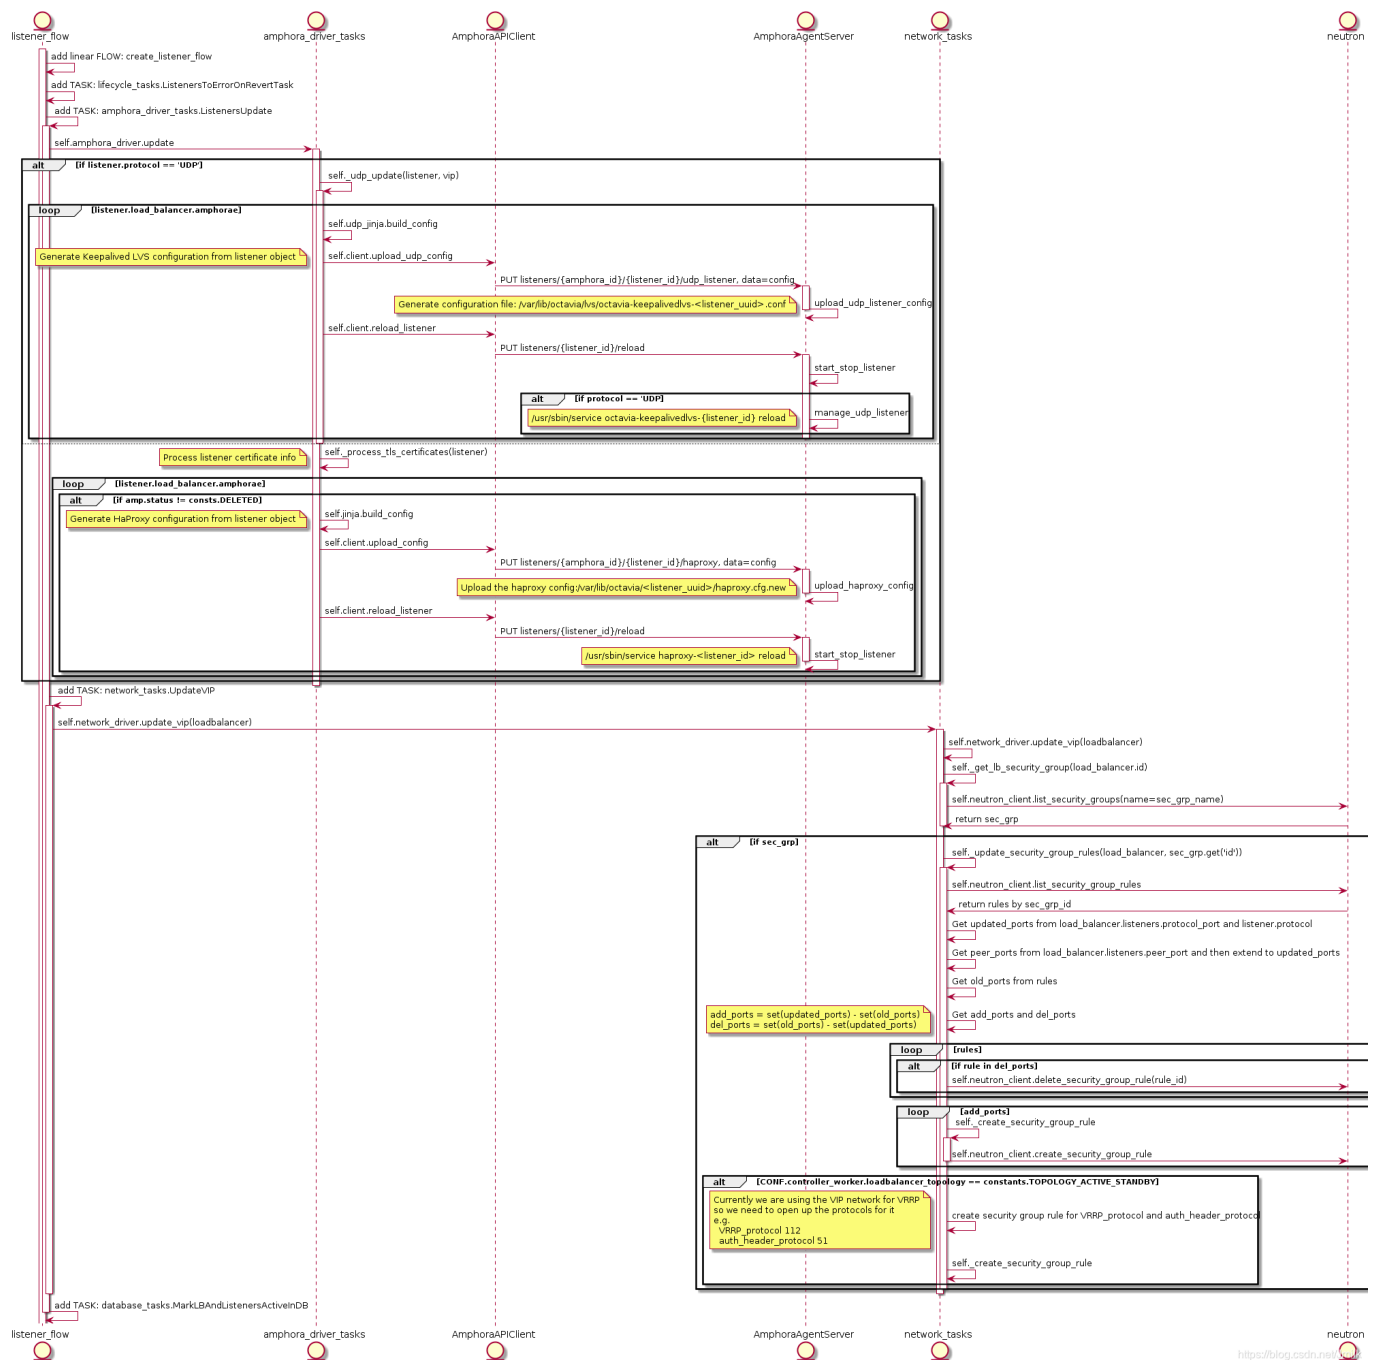 listener_flow
amphora_driver_tasks
AmphoraAPIClient
AmphoraAgentServer
network_tasks
neutron
add linear FLOW: create_listener_flow
add TASK: lifecycle_tasks.ListenersToErrorOnRevertTask
add TASK: amphora_driver_tasks.ListenersUpdate
self.amphora_driver.update
alt [if listener.protocol == 'UDP']
self._udp_update(listener, vip)
loop [listener.load_balancer.amphorae]
self.udp_jinja.build_config
Generate Keepalived LVS configuration from listener object
self.client.upload_udp_config
PUT listeners/{amphora_id}/{listener_id}/udp_listener, data=config
Generate configuration file: /var/lib/octavia/lvs/octavia-keepalivedlvs-<listener_uuid>.conf
upload_udp_listener_config
self.client.reload_listener
PUT listeners/{listener_id}/reload
start_stop_listener
alt [if protocol == 'UDP]
/usr/sbin/service octavia-keepalivedlvs-{listener_id} reload
manage_udp_listener
Process listener certificate info
self._process_tls_certificates(listener)
loop [listener.load_balancer.amphorae]
alt [if amp.status != consts.DELETED]
Generate HaProxy configuration from listener object
self.jinja.build_config
self.client.upload_config
PUT listeners/{amphora_id}/{listener_id}/haproxy, data=config
Upload the haproxy config:/var/lib/octavia/<listener_uuid>/haproxy.cfg.new
upload_haproxy_config
self.client.reload_listener
PUT listeners/{listener_id}/reload
/usr/sbin/service haproxy-<listener_id> reload
start_stop_listener
add TASK: network_tasks.UpdateVIP
self.network_driver.update_vip(loadbalancer)
self.network_driver.update_vip(loadbalancer)
self._get_lb_security_group(load_balancer.id)
self.neutron_client.list_security_groups(name=sec_grp_name)
return sec_grp
alt [if sec_grp]
self._update_security_group_rules(load_balancer, sec_grp.get('id'))
self.neutron_client.list_security_group_rules
return rules by sec_grp_id
Get updated_ports from load_balancer.listeners.protocol_port and listener.protocol
Get peer_ports from load_balancer.listeners.peer_port and then extend to updated_ports
Get old_ports from rules
add_ports = set(updated_ports) - set(old_ports)
del_ports = set(old_ports) - set(updated_ports)
Get add_ports and del_ports
loop [rules]
alt [if rule in del_ports]
self.neutron_client.delete_security_group_rule(rule_id)
loop [add_ports]
self._create_security_group_rule
self.neutron_client.create_security_group_rule
alt [CONF.controller_worker.loadbalancer_topology == constants.TOPOLOGY_ACTIVE_STANDBY]
Currently we are using the VIP network for VRRP
so we need to open up the protocols for it
e.g.
VRRP_protocol 112
auth_header_protocol 51
create security group rule for VRRP_protocol and auth_header_protocol
self._create_security_group_rule
add TASK: database_tasks.MarkLBAndListenersActiveInDB
listener_flow
amphora_driver_tasks
AmphoraAPIClient
AmphoraAgentServer
network_tasks
neutron